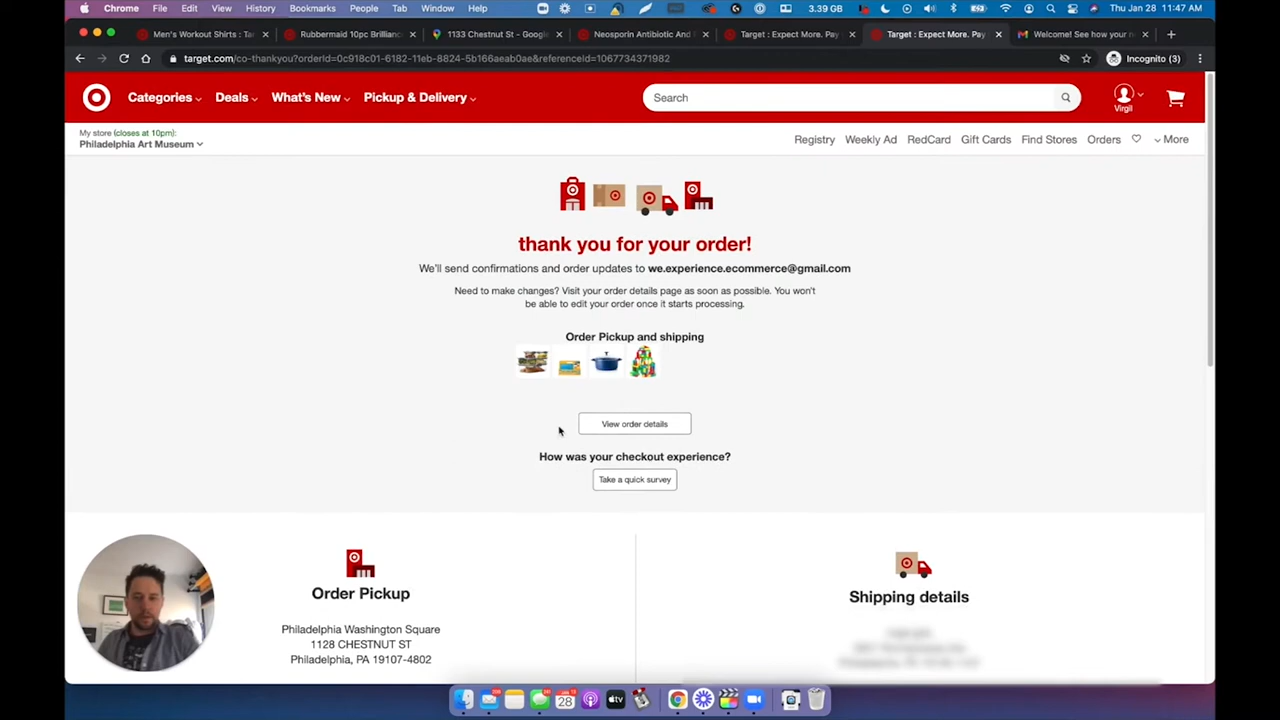 Chrome File Edit View History Bookmarks People Tab Window Help 3.39 GB Thu Jan 28 11:47 AM
Men's Workout Shirts : Tar Rubbermaid 10pc Brillianc 1133 Chestnut St - Google Neosporin Antibiotic And Target : Expect More. Pay Target : Expect More. Pay Welcome! See how your n
target.com/co-thankyou?orderId=0c918c01-6182-11eb-8824-5b166aeab0ae&referenceId=1067734371982 Incognito (3)
Categories Deals What's New Pickup & Delivery Search Virgil
My store (closes at 10pm):
Philadelphia Art Museum
Registry Weekly Ad RedCard Gift Cards Find Stores Orders More
thank you for your order!
We'll send confirmations and order updates to we.experience.ecommerce@gmail.com
Need to make changes? Visit your order details page as soon as possible. You won't
be able to edit your order once it starts processing.
Order Pickup and shipping
View order details
How was your checkout experience?
Take a quick survey
Order Pickup
Philadelphia Washington Square
1128 CHESTNUT ST
Philadelphia, PA 19107-4802
Shipping details
28